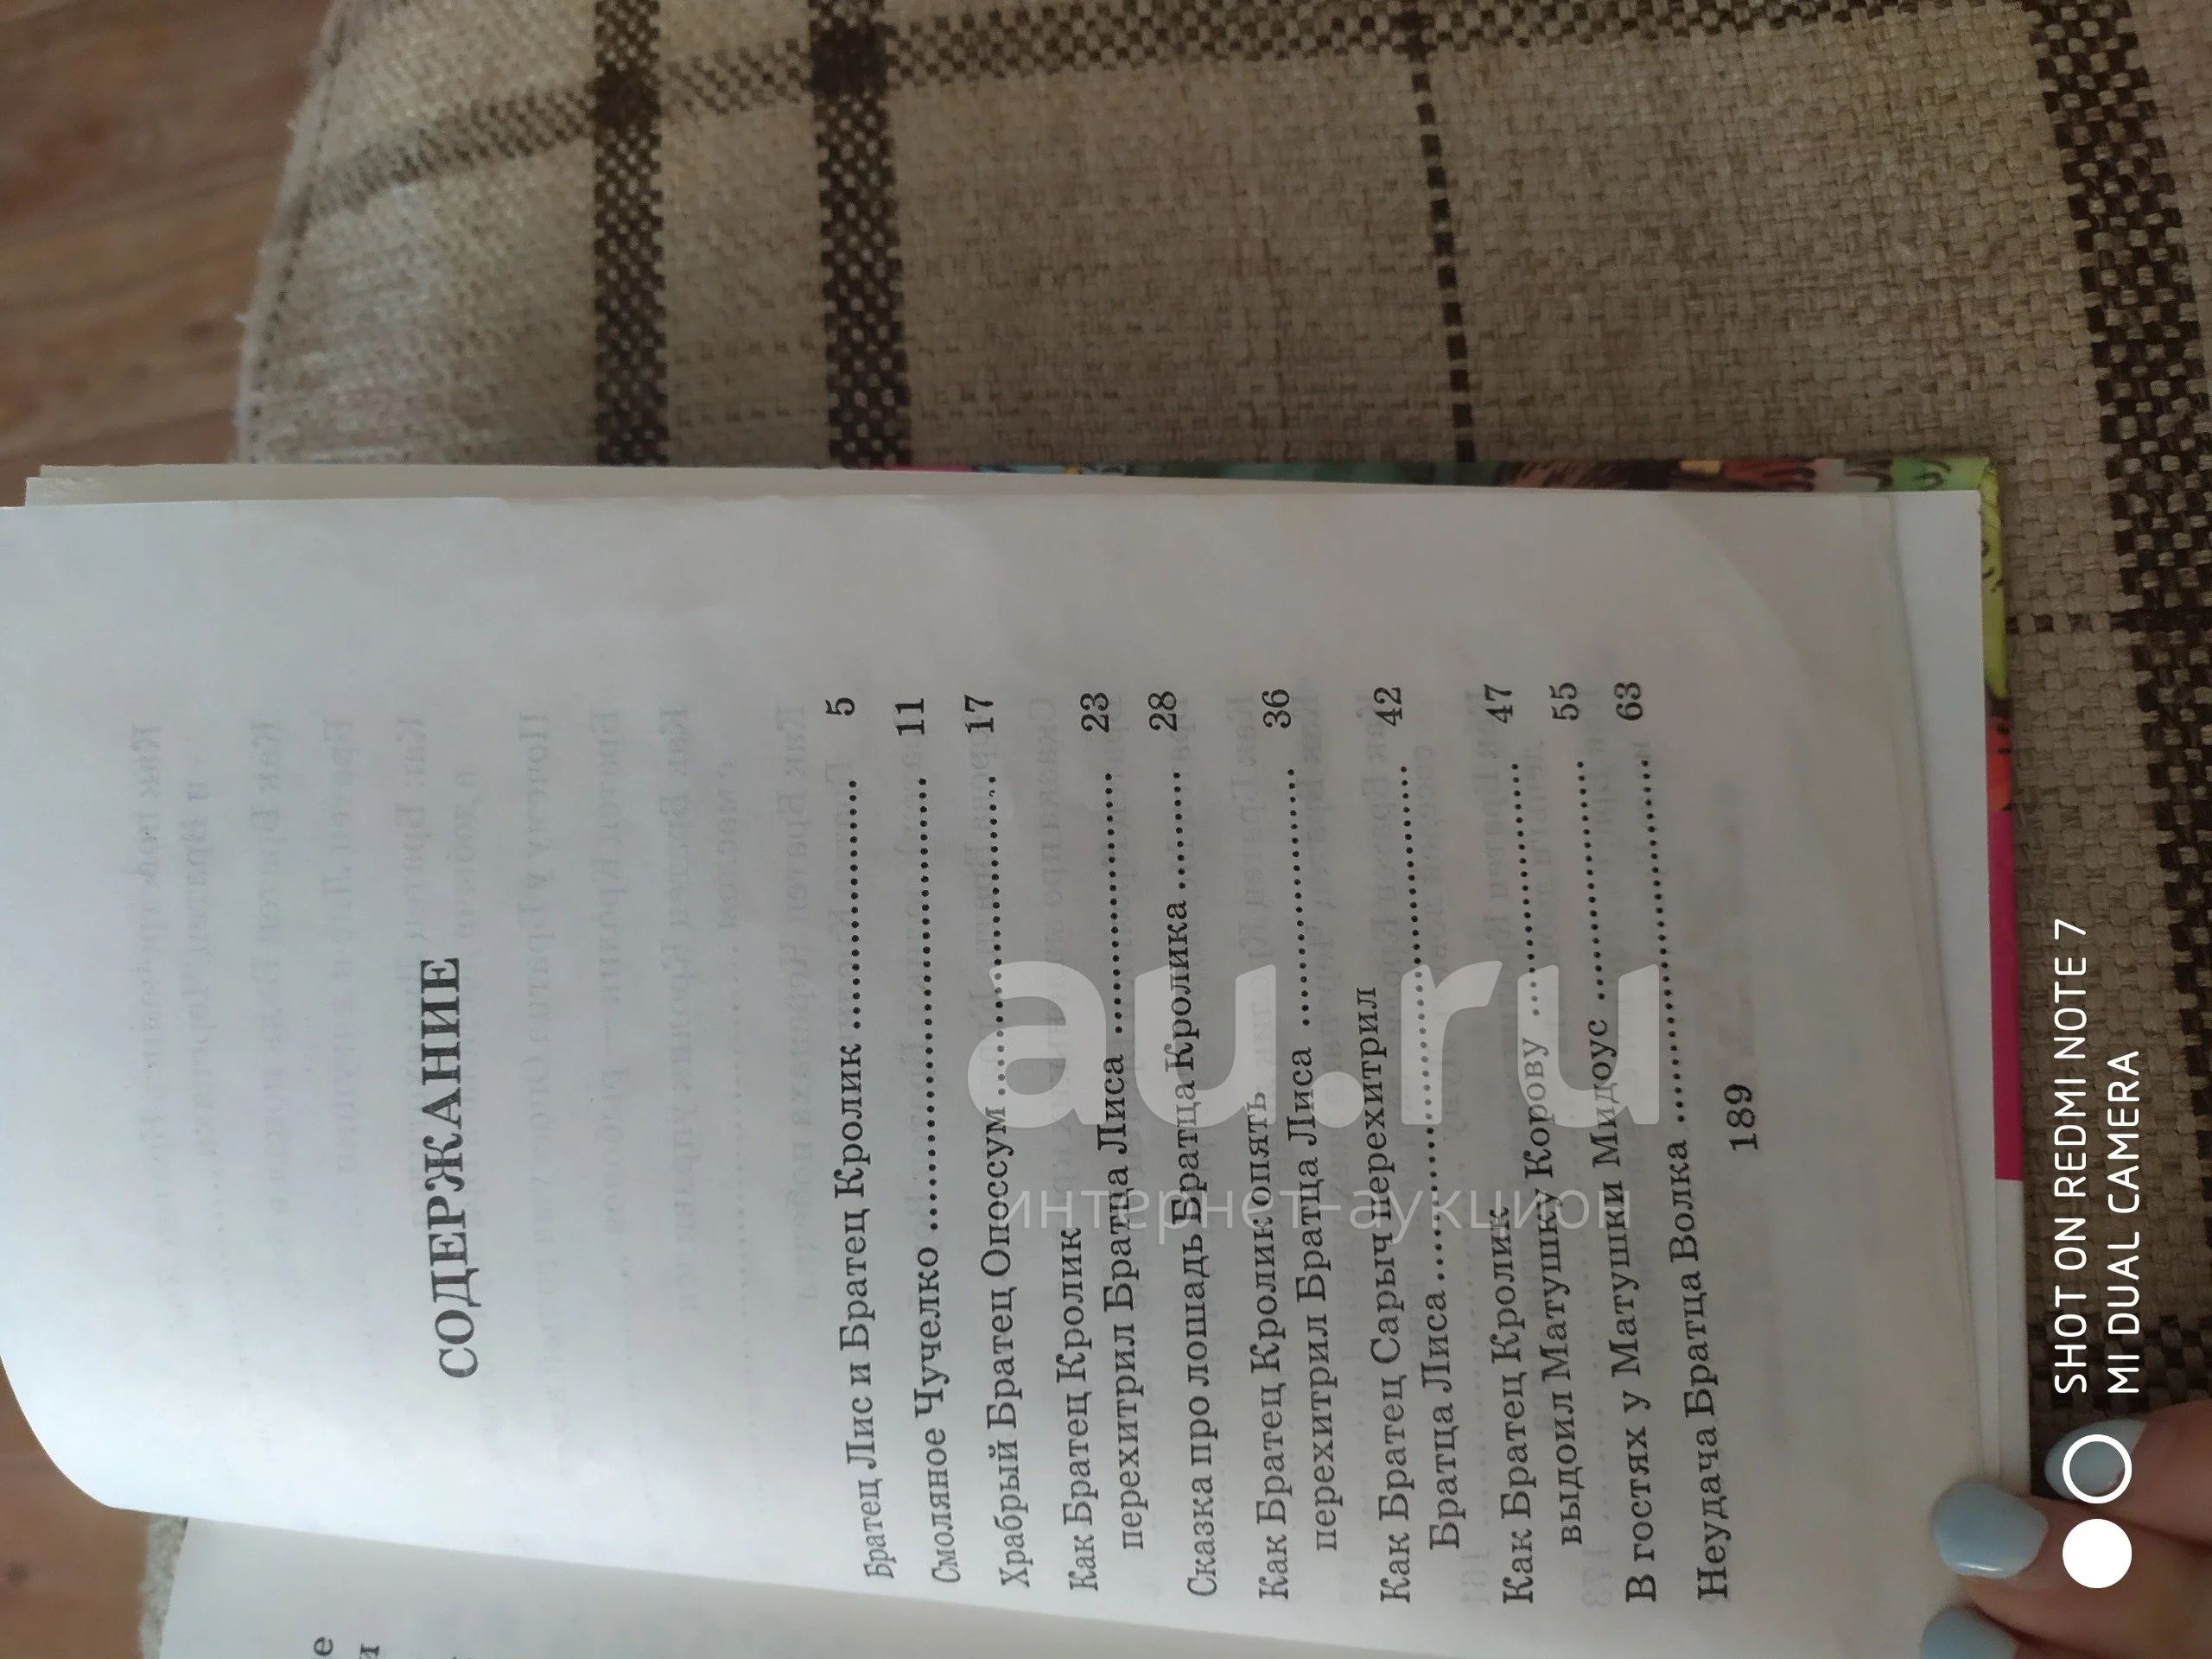 СОДЕРЖАНИЕ
Братец Лис и Братец Кролик ..................... 5
Смоляное Чучелко ..................................... 11
Храбрый Братец Опоссум ......................... 17
Как Братец Кролик
перехитрил Братца Лиса ...................... 23
Сказка про лошадь Братца Кролика .......... 28
Как Братец Кролик опять
перехитрил Братца Лиса ...................... 36
Как Братец Сарыч перехитрил
Братца Лиса .......................................... 42
Как Братец Кролик
выдоил Матушку Корову ..................... 47
В гостях у Матушки Мидоус .................... 55
Неудача Братца Волка .............................. 63
189
au.ru
интернет-аукцион
SHOT ON REDMI NOTE 7
MI DUAL CAMERA